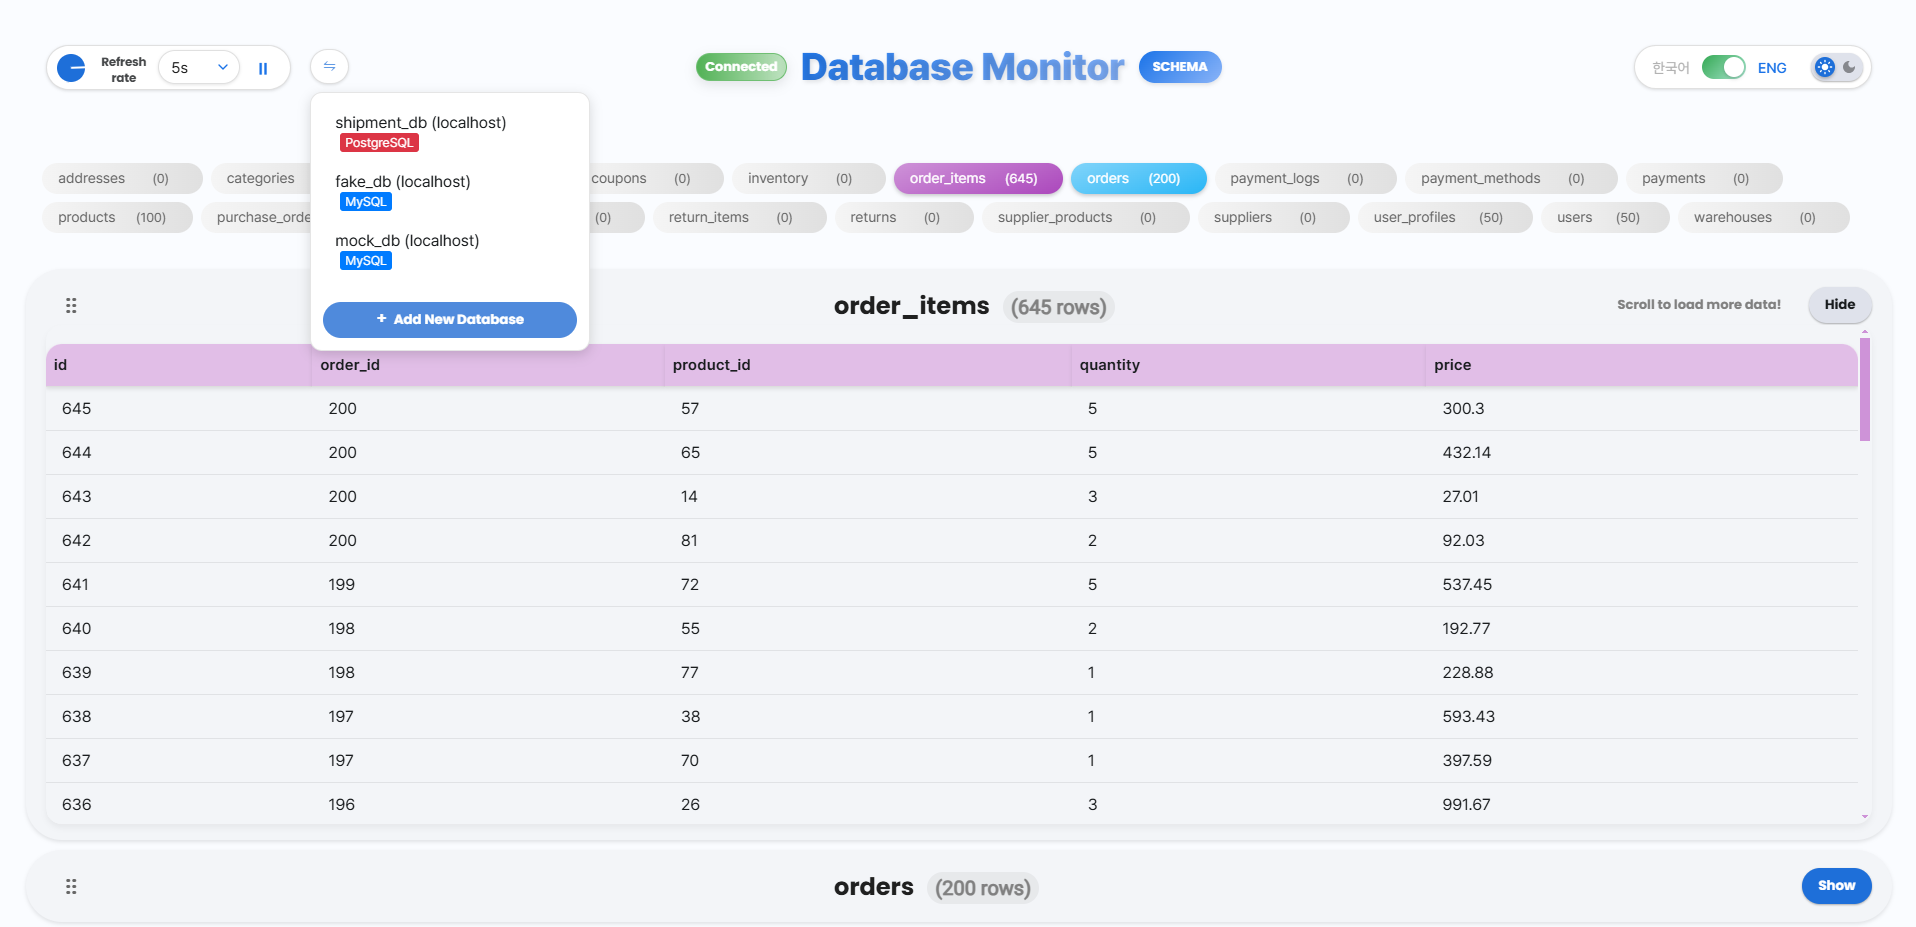 Refresh rate 5s
Connected Database Monitor SCHEMA
한국어 ENG
shipment_db (localhost)
PostgreSQL
fake_db (localhost)
MySQL
mock_db (localhost)
MySQL
+ Add New Database
addresses (0) categories coupons (0) inventory (0) order_items (645) orders (200) payment_logs (0) payment_methods (0) payments (0)
products (100) purchase_orde (0) return_items (0) returns (0) supplier_products (0) suppliers (0) user_profiles (50) users (50) warehouses (0)
order_items (645 rows) Scroll to load more data! Hide
id order_id product_id quantity price
645 200 57 5 300.3
644 200 65 5 432.14
643 200 14 3 27.01
642 200 81 2 92.03
641 199 72 5 537.45
640 198 55 2 192.77
639 198 77 1 228.88
638 197 38 1 593.43
637 197 70 1 397.59
636 196 26 3 991.67
orders (200 rows) Show